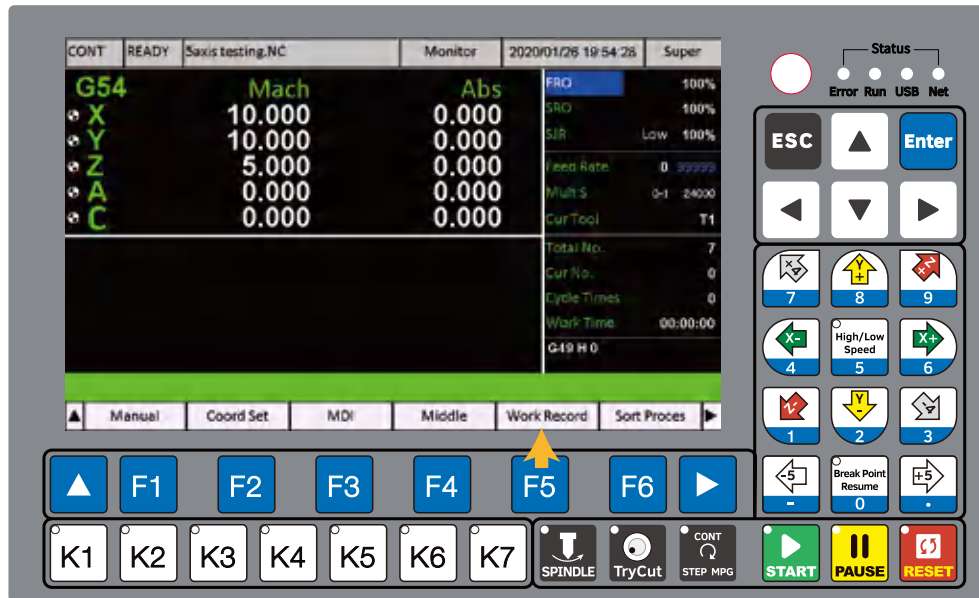 CONT READY 5axis testing.NC Monitor 2020/01/26 19:54:28 Super
G54 Mach Abs
X 10.000 0.000
Y 10.000 0.000
Z 5.000 0.000
A 0.000 0.000
C 0.000 0.000
FRO 100%
SRO 100%
SJR Low 100%
Feed Rate 0 99999
Mult S 0-1 24000
Cur Tool T1
Total No. 7
Cur No. 0
Cycle Times 0
Work Time 00:00:00
G49 H 0
Manual Coord Set MDI Middle Work Record Sort Proces
F1 F2 F3 F4 F5 F6
K1 K2 K3 K4 K5 K6 K7
SPINDLE TryCut CONT
STEP MPG
Status
Error Run USB Net
ESC Enter
7 Y+ 8 9
X- 4 High/Low
Speed 5 X+ 6
1 Y- 2 3
-5 - Break Point
Resume 0 +5 .
START PAUSE RESET